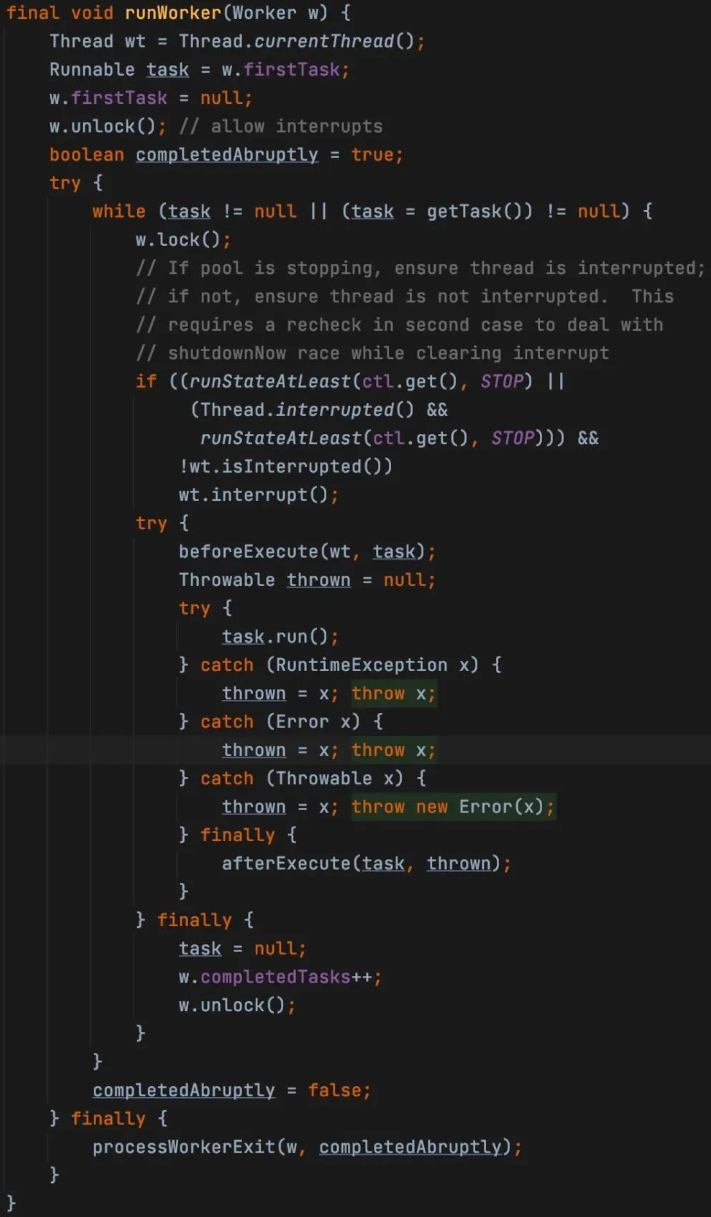 final void runWorker(Worker w) {
    Thread wt = Thread.currentThread();
    Runnable task = w.firstTask;
    w.firstTask = null;
    w.unlock(); // allow interrupts
    boolean completedAbruptly = true;
    try {
        while (task != null || (task = getTask()) != null) {
            w.lock();
            // If pool is stopping, ensure thread is interrupted;
            // if not, ensure thread is not interrupted.  This
            // requires a recheck in second case to deal with
            // shutdownNow race while clearing interrupt
            if ((runStateAtLeast(ctl.get(), STOP) ||
                 (Thread.interrupted() &&
                  runStateAtLeast(ctl.get(), STOP))) &&
                !wt.isInterrupted())
                wt.interrupt();
            try {
                beforeExecute(wt, task);
                Throwable thrown = null;
                try {
                    task.run();
                } catch (RuntimeException x) {
                    thrown = x; throw x;
                } catch (Error x) {
                    thrown = x; throw x;
                } catch (Throwable x) {
                    thrown = x; throw new Error(x);
                } finally {
                    afterExecute(task, thrown);
                }
            } finally {
                task = null;
                w.completedTasks++;
                w.unlock();
            }
        }
        completedAbruptly = false;
    } finally {
        processWorkerExit(w, completedAbruptly);
    }
}